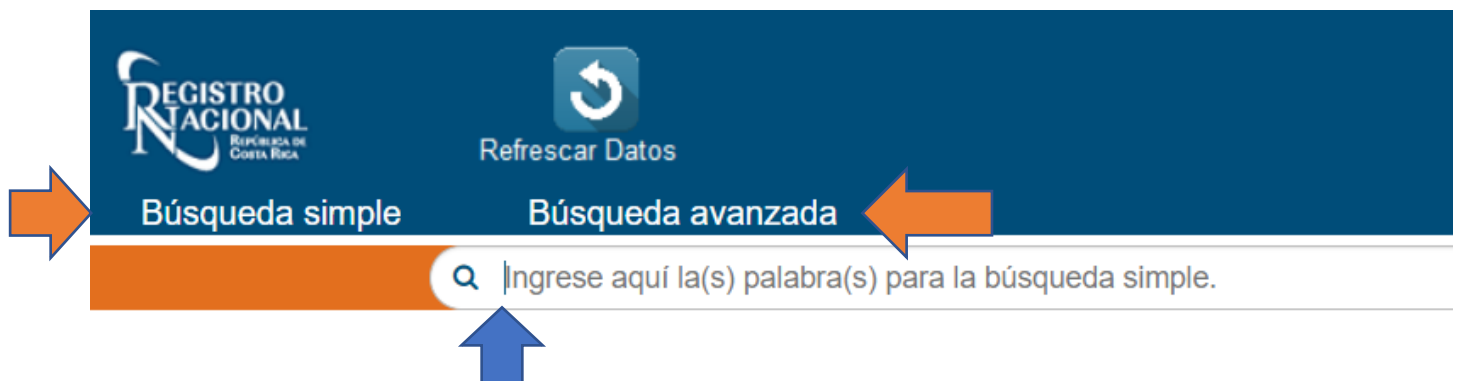 REGISTRO
NACIONAL
REPÚBLICA DE
COSTA RICA
Refrescar Datos
Búsqueda simple
Búsqueda avanzada
Ingrese aquí la(s) palabra(s) para la búsqueda simple.